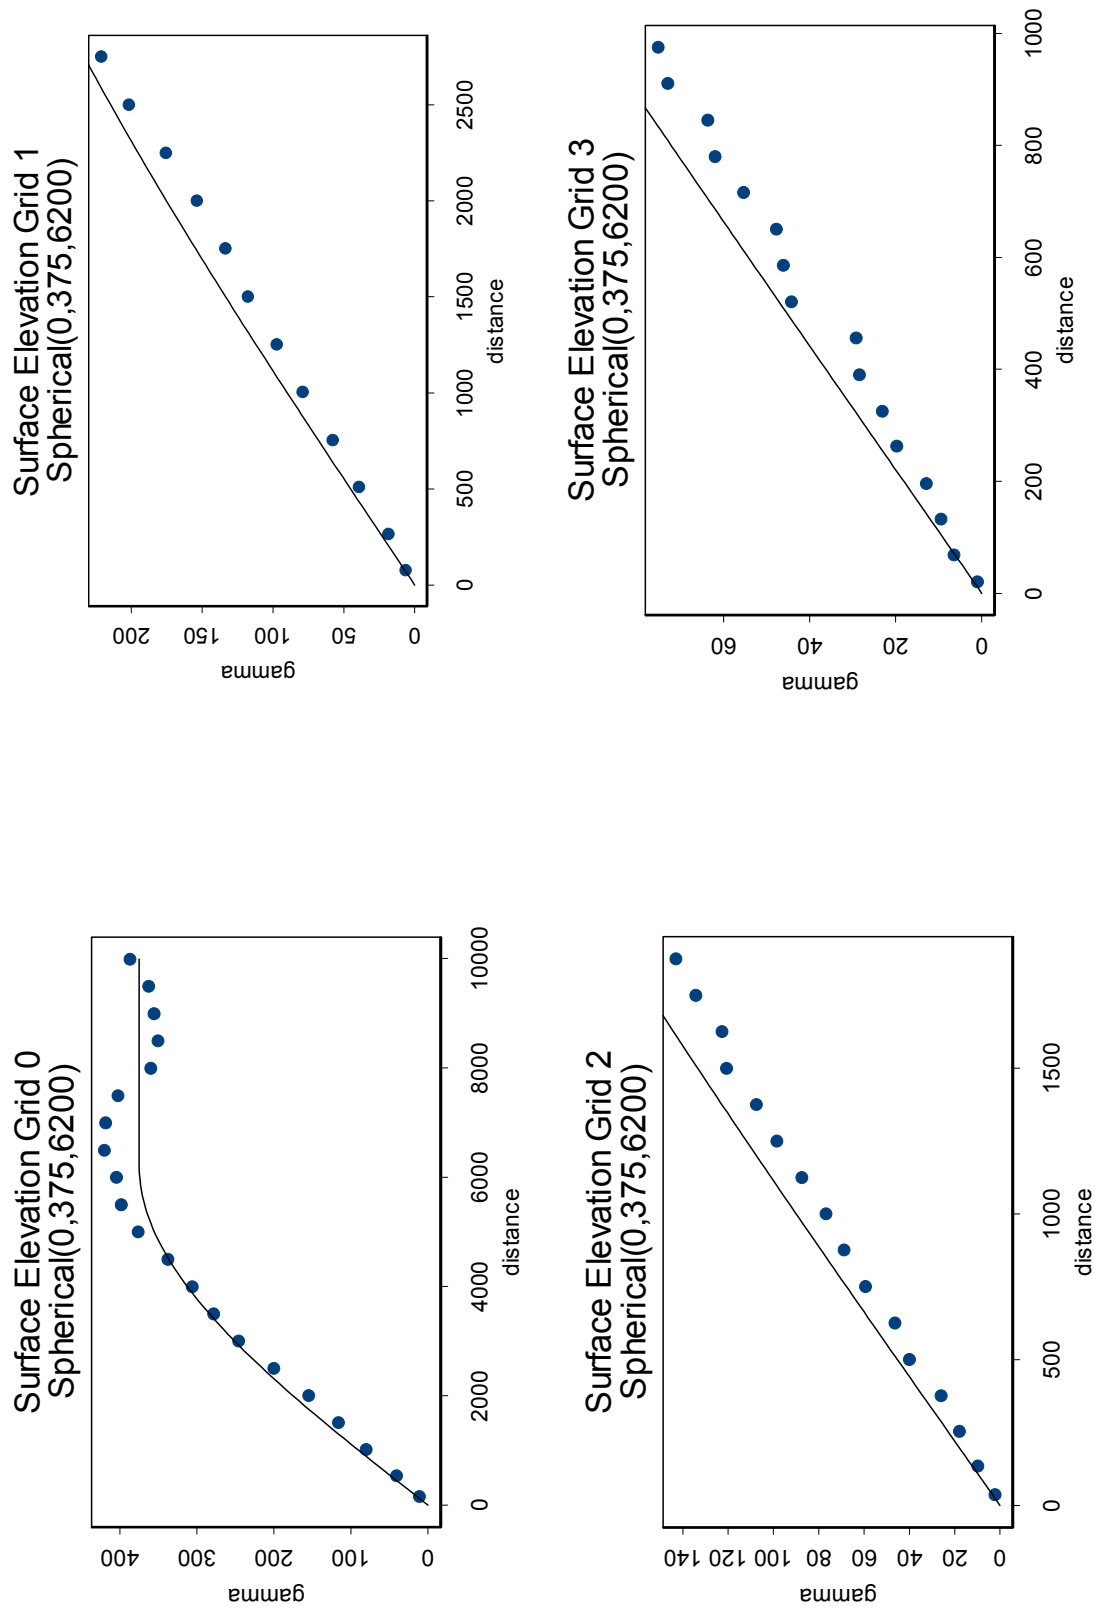 Surface Elevation Grid 0
Spherical(0,375,6200)
gamma
0 100 200 300 400
0 2000 4000 6000 8000 10000
distance
Surface Elevation Grid 1
Spherical(0,375,6200)
gamma
0 50 100 150 200
0 500 1000 1500 2000 2500
distance
Surface Elevation Grid 2
Spherical(0,375,6200)
gamma
0 20 40 60 80 100 120 140
0 500 1000 1500
distance
Surface Elevation Grid 3
Spherical(0,375,6200)
gamma
0 20 40 60
0 200 400 600 800 1000
distance